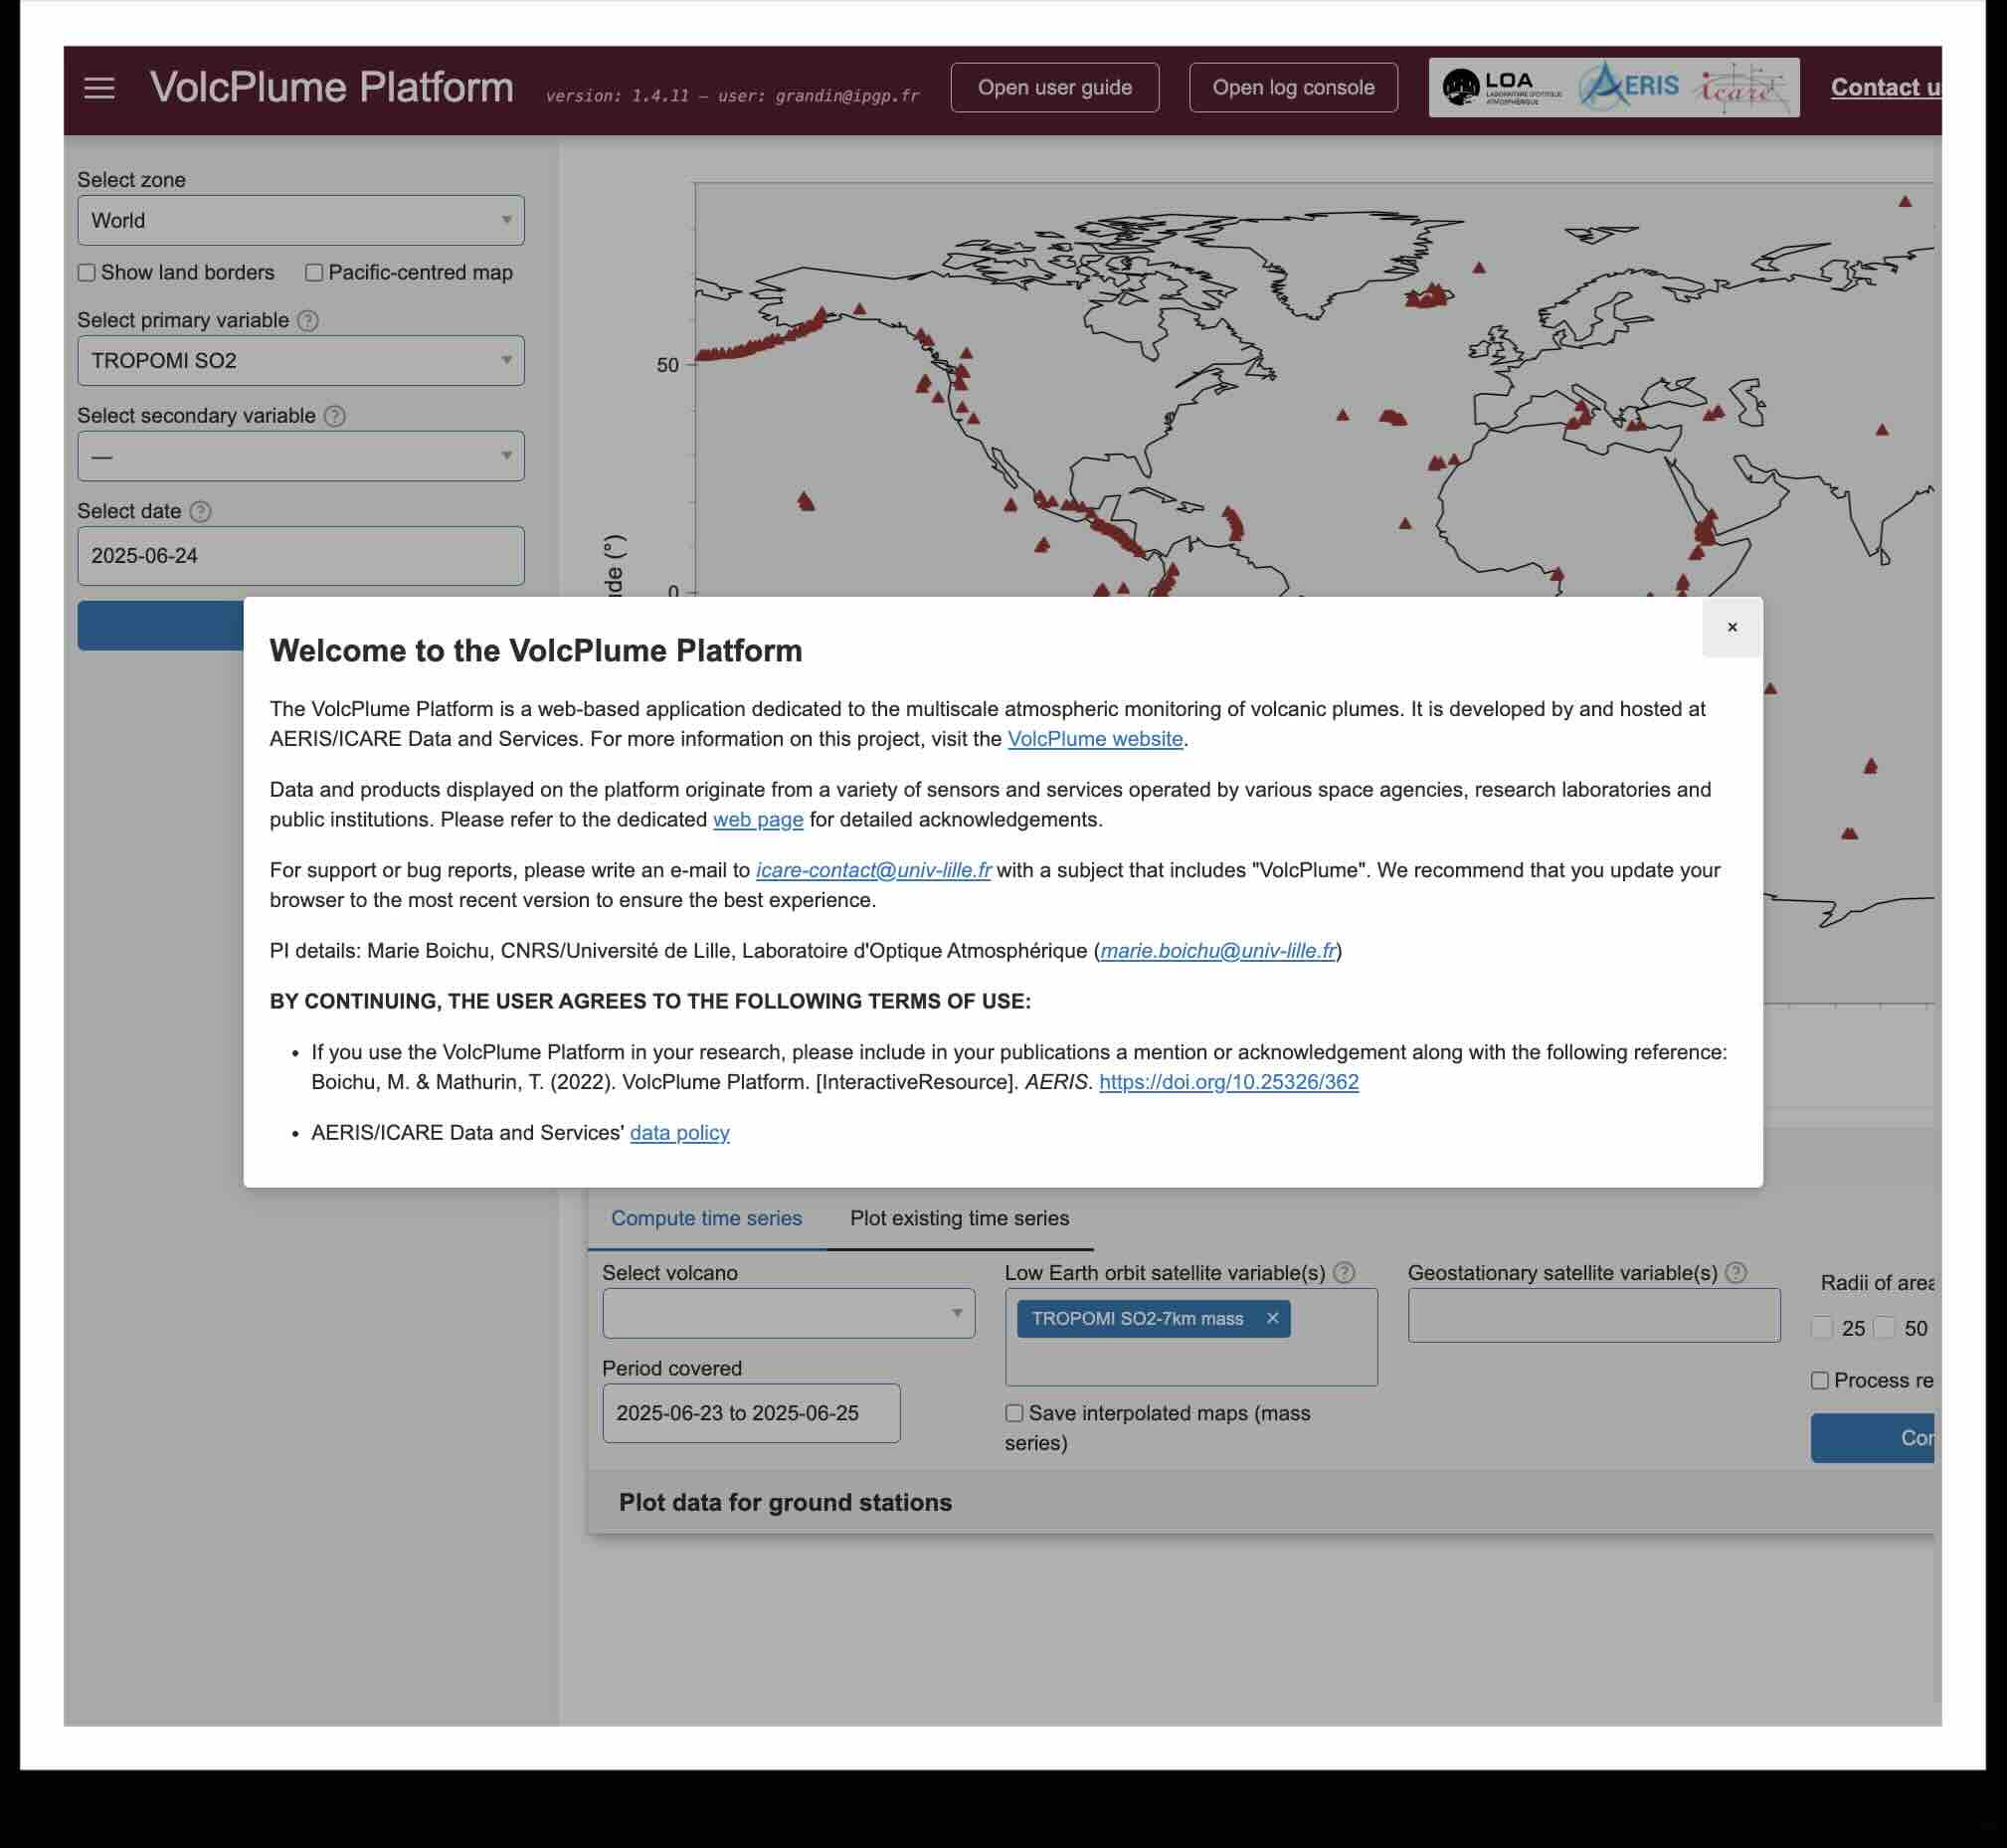 VolcPlume Platform
version: 1.4.11 – user: grandin@ipgp.fr
Open user guide
Open log console
LOA
LABORATOIRE D'OPTIQUE
ATMOSPHÉRIQUE
AERIS
icare
Contact u
Select zone
World
Show land borders
Pacific-centred map
Select primary variable ?
TROPOMI SO2
Select secondary variable ?
—
Select date ?
2025-06-24
50
0
de (°)
Welcome to the VolcPlume Platform
×
The VolcPlume Platform is a web-based application dedicated to the multiscale atmospheric monitoring of volcanic plumes. It is developed by and hosted at
AERIS/ICARE Data and Services. For more information on this project, visit the VolcPlume website.
Data and products displayed on the platform originate from a variety of sensors and services operated by various space agencies, research laboratories and
public institutions. Please refer to the dedicated web page for detailed acknowledgements.
For support or bug reports, please write an e-mail to icare-contact@univ-lille.fr with a subject that includes "VolcPlume". We recommend that you update your
browser to the most recent version to ensure the best experience.
PI details: Marie Boichu, CNRS/Université de Lille, Laboratoire d'Optique Atmosphérique (marie.boichu@univ-lille.fr)
BY CONTINUING, THE USER AGREES TO THE FOLLOWING TERMS OF USE:
• If you use the VolcPlume Platform in your research, please include in your publications a mention or acknowledgement along with the following reference:
Boichu, M. & Mathurin, T. (2022). VolcPlume Platform. [InteractiveResource]. AERIS. https://doi.org/10.25326/362
• AERIS/ICARE Data and Services' data policy
Compute time series
Plot existing time series
Select volcano
Low Earth orbit satellite variable(s) ?
TROPOMI SO2-7km mass ×
Geostationary satellite variable(s) ?
Radii of area
25 50
Period covered
2025-06-23 to 2025-06-25
Save interpolated maps (mass
series)
Process re
Con
Plot data for ground stations